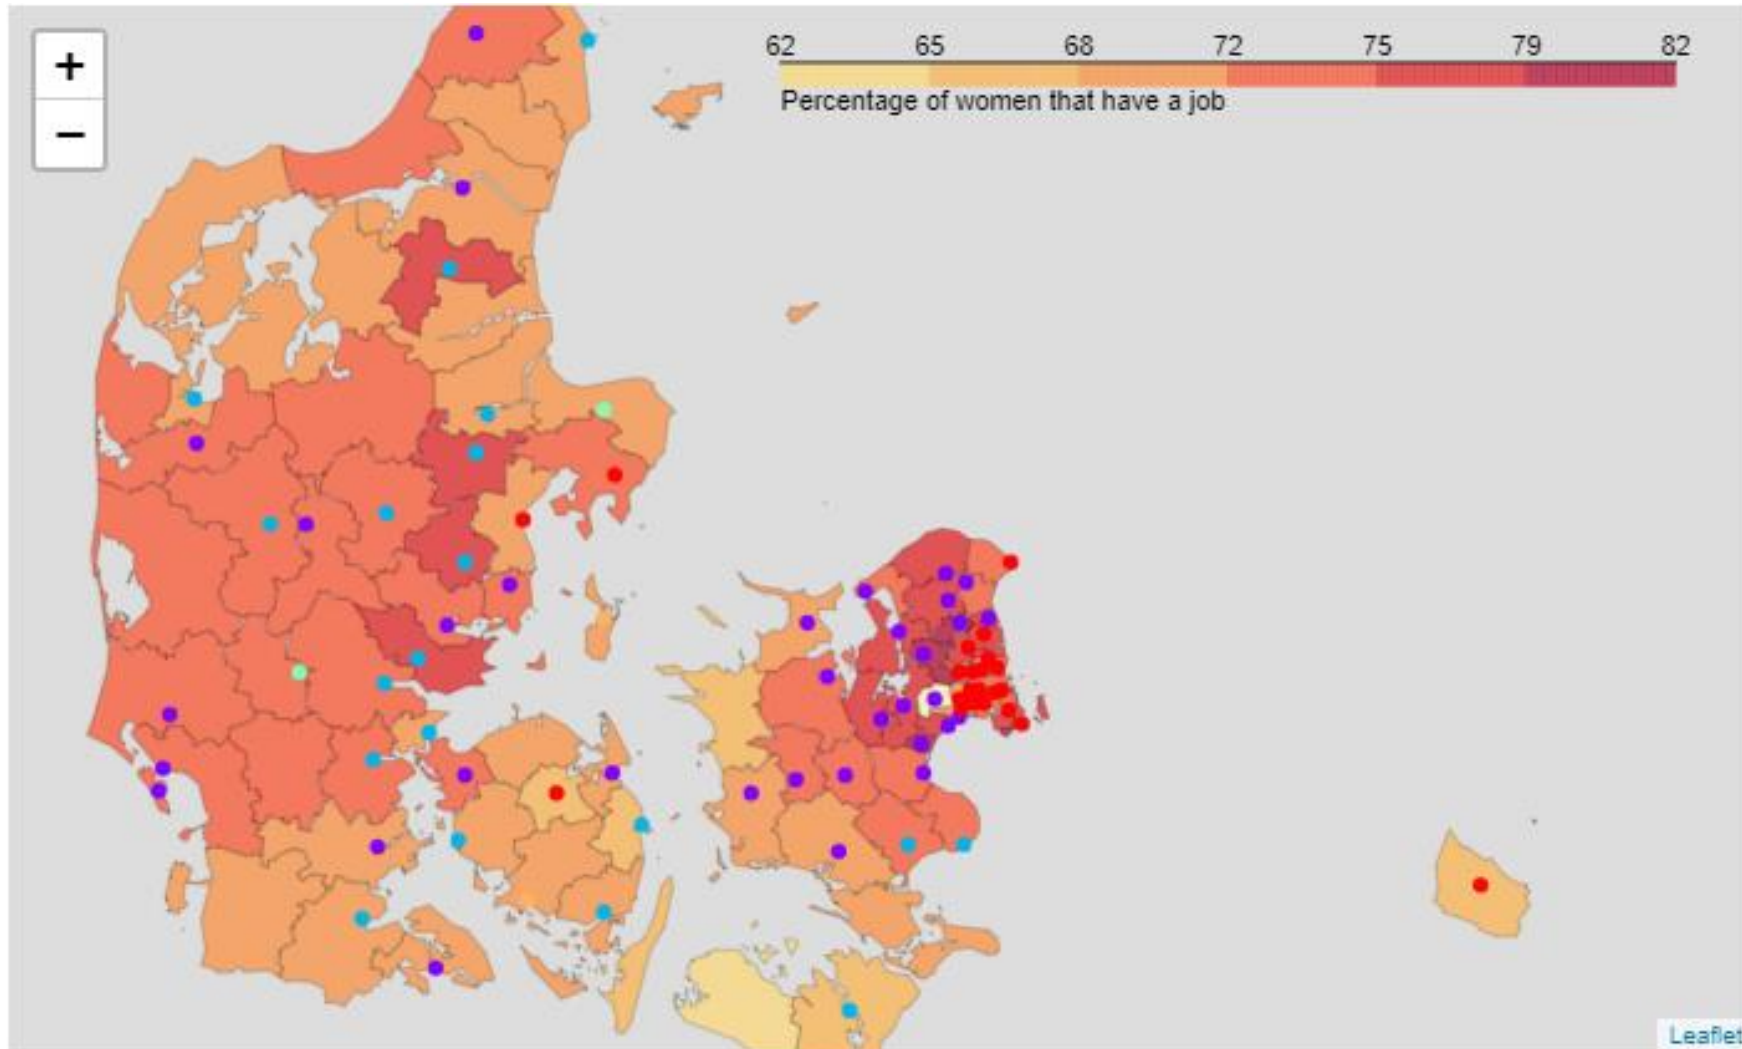 +
−
62 65 68 72 75 79 82
Percentage of women that have a job
Leaflet